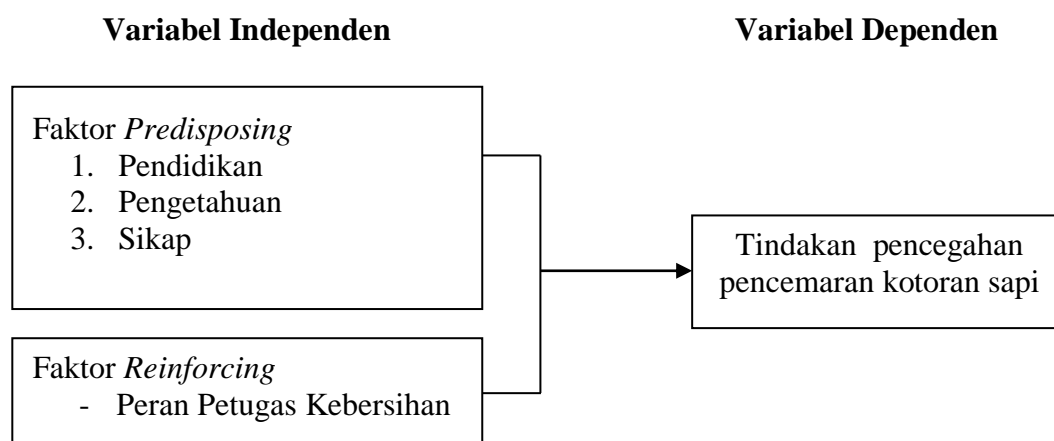 Variabel Independen
Variabel Dependen
Faktor Predisposing
1. Pendidikan
2. Pengetahuan
3. Sikap
Tindakan pencegahan
pencemaran kotoran sapi
Faktor Reinforcing
- Peran Petugas Kebersihan